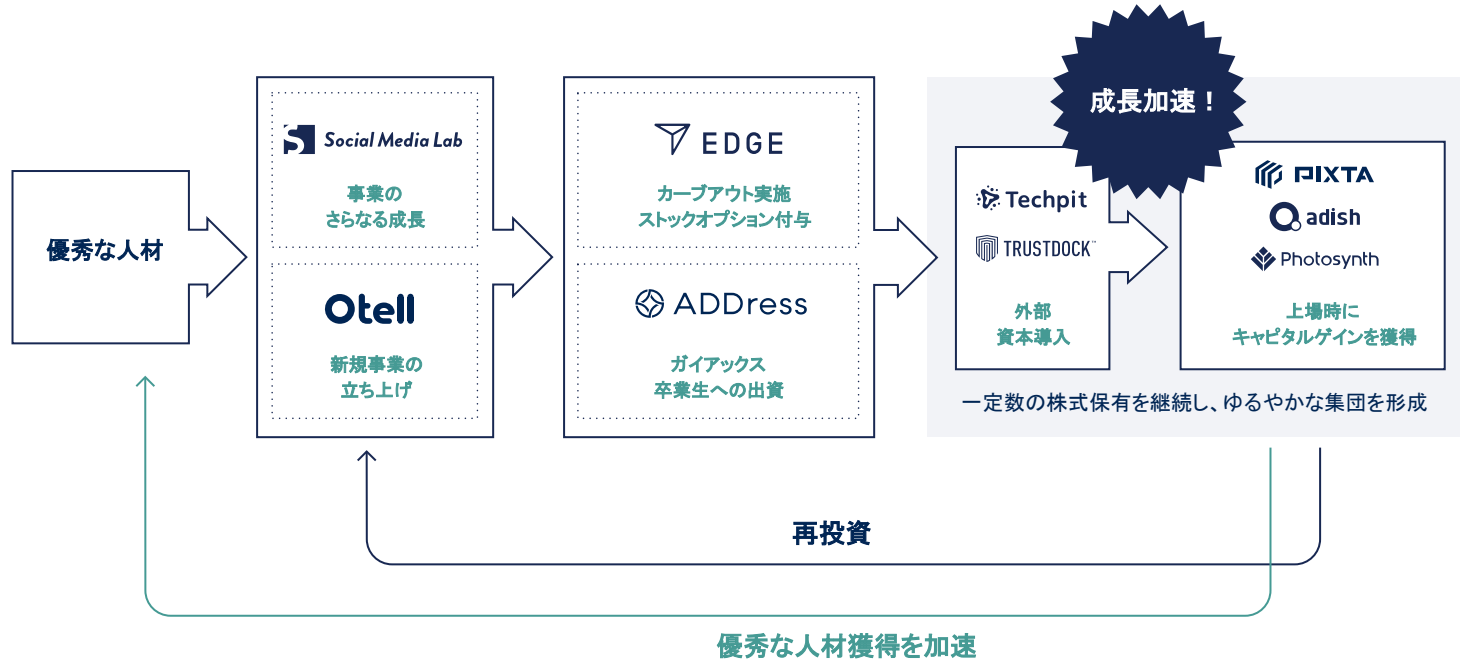 優秀な人材
Social Media Lab
事業の
さらなる成長
Otell
新規事業の
立ち上げ
EDGE
カーブアウト実施
ストックオプション付与
ADDress
ガイアックス
卒業生への出資
成長加速！
Techpit
TRUSTDOCK™
外部
資本導入
PIXTA
adish
Photosynth
上場時に
キャピタルゲインを獲得
一定数の株式保有を継続し、ゆるやかな集団を形成
再投資
優秀な人材獲得を加速